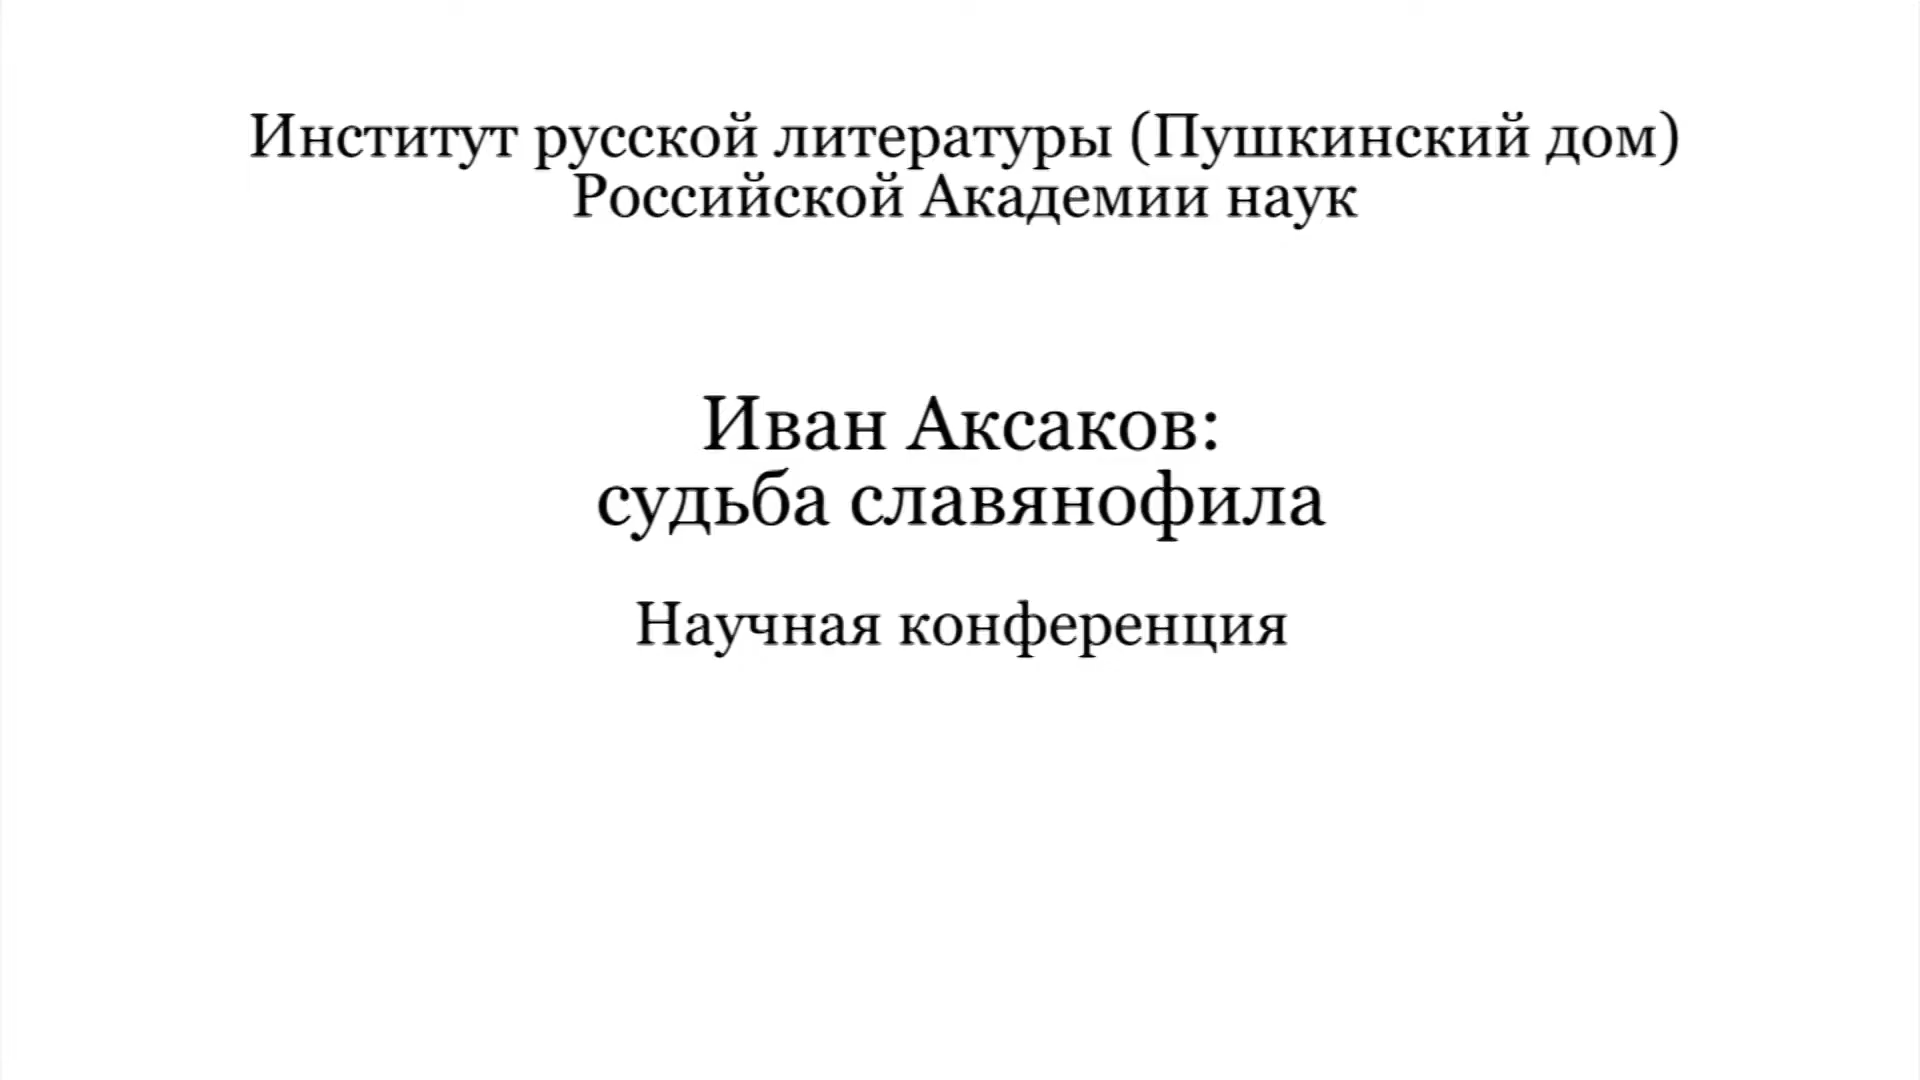 Институт русской литературы (Пушкинский дом)
Российской Академии наук
Иван Аксаков:
судьба славянофила
Научная конференция